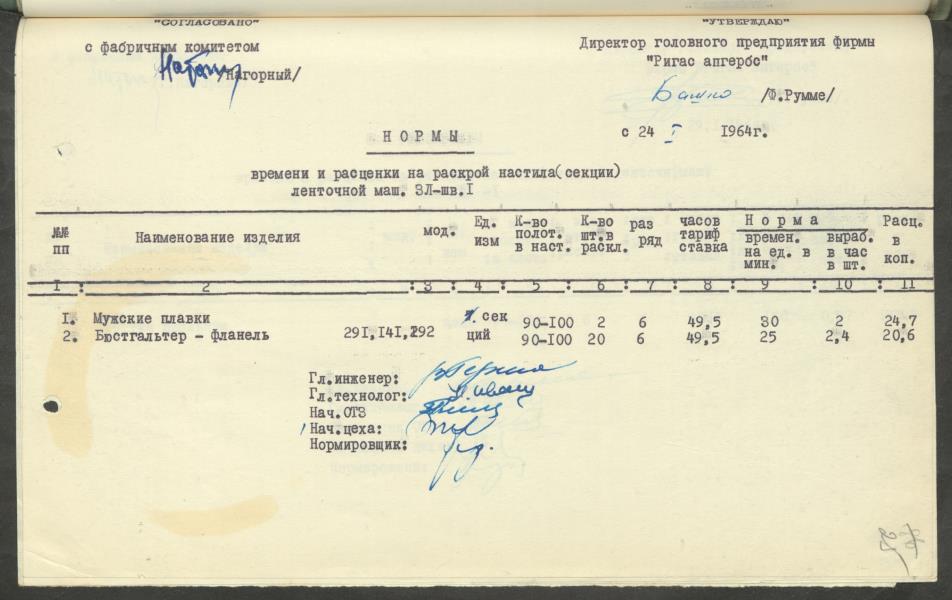 "СОГЛАСОВАНО"
с фабричным комитетом
/Нагорный/
"УТВЕРЖДАЮ"
Директор головного предприятия фирмы
"Ригас апгербс"
/Ф.Румме/
с 24 I 1964г.
НОРМЫ
времени и расценки на раскрой настила(секции)
ленточной маш. ЗЛ-шв.I
№№ пп Наименование изделия мод. Ед. изм К-во полот. в наст. К-во шт.в раскл. раз ряд часов тариф ставка Норма времен. на ед. в мин. выраб. в час в шт. Расц. в коп.
I : 2 : 3 : 4 : 5 : 6 : 7 : 8 : 9 : 10 : 11
1. Мужские плавки сек 90-100 2 6 49,5 30 2 24,7
2. Бюстгальтер - фланель 291,141,292 ций 90-100 20 6 49,5 25 2,4 20,6
Гл.инженер:
Гл.технолог:
Нач.ОТЗ
Нач.цеха:
Нормировщик: